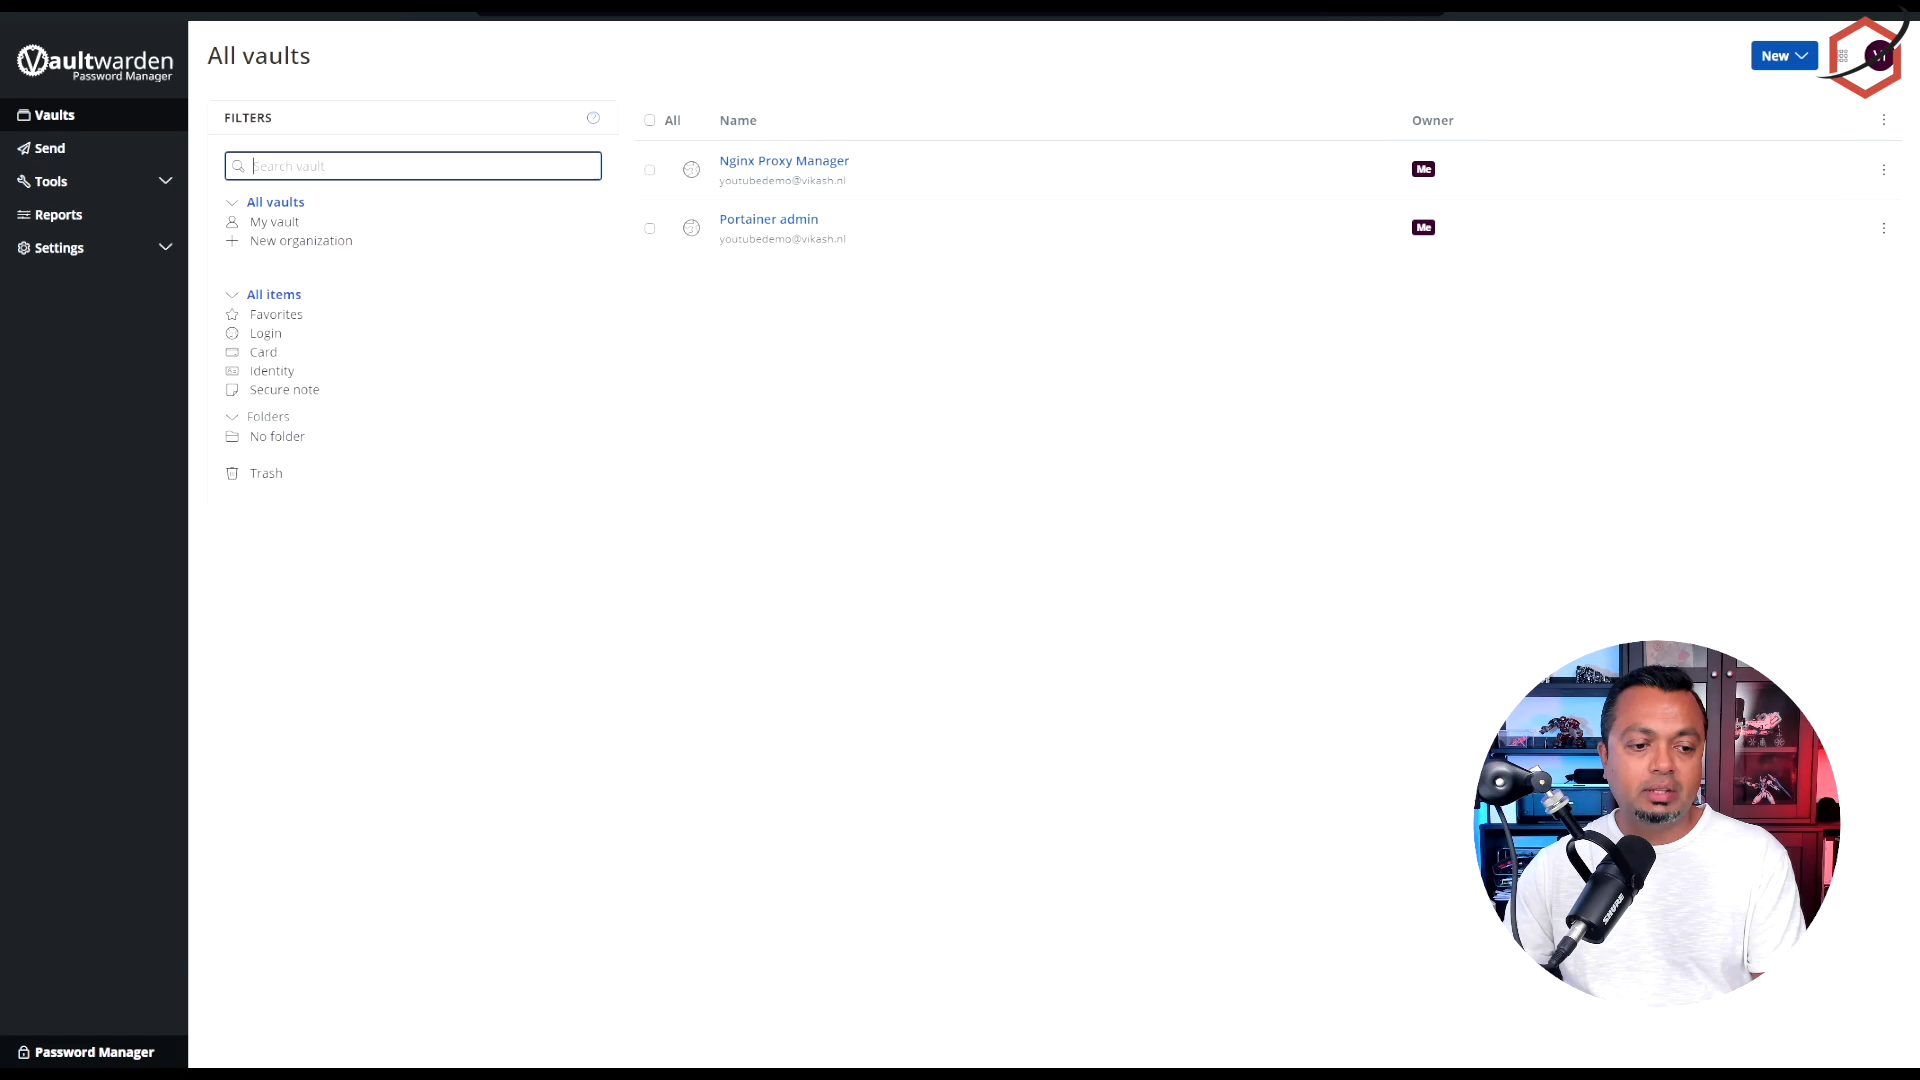 Vaultwarden
Password Manager
Vaults
Send
Tools
Reports
Settings
Password Manager
All vaults
New
FILTERS
Search vault
All vaults
My vault
New organization
All items
Favorites
Login
Card
Identity
Secure note
Folders
No folder
Trash
All Name Owner
Nginx Proxy Manager
youtubedemo@vikash.nl
Me
Portainer admin
youtubedemo@vikash.nl
Me
SHURE